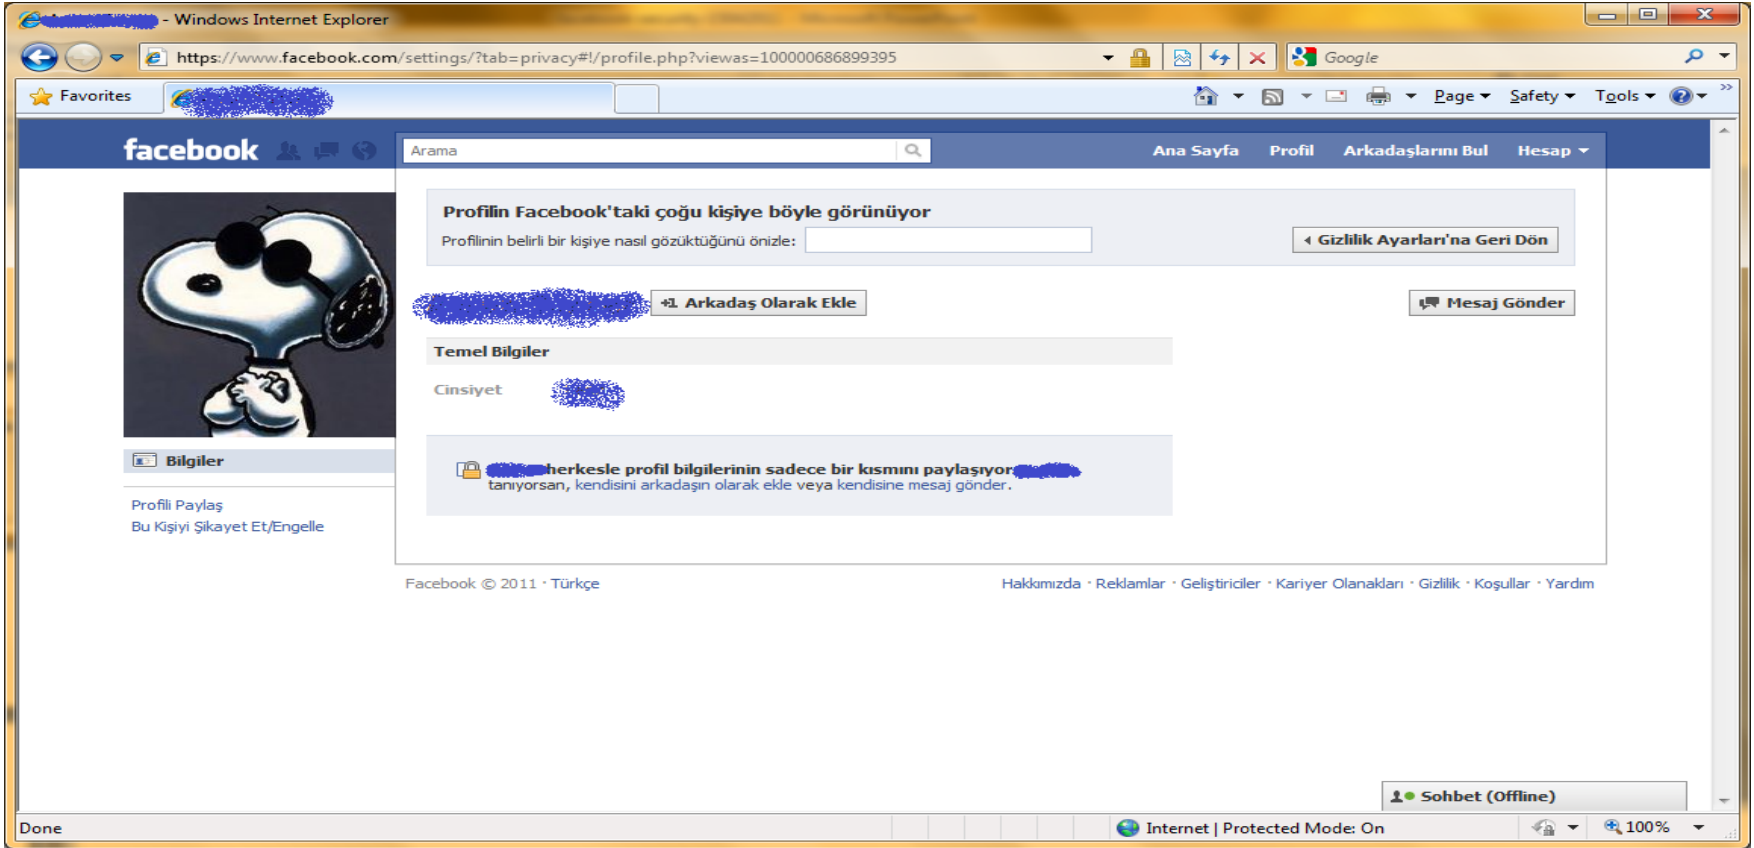 - Windows Internet Explorer
https://www.facebook.com/settings/?tab=privacy#!/profile.php?viewas=100000686899395
Google
Favorites
Page
Safety
Tools
facebook
Arama
Ana Sayfa
Profil
Arkadaşlarını Bul
Hesap
Profilin Facebook'taki çoğu kişiye böyle görünüyor
Profilinin belirli bir kişiye nasıl gözüktüğünü önizle:
Gizlilik Ayarları'na Geri Dön
+1 Arkadaş Olarak Ekle
Mesaj Gönder
Temel Bilgiler
Cinsiyet
Bilgiler
herkesle profil bilgilerinin sadece bir kısmını paylaşıyor
tanıyorsan, kendisini arkadaşın olarak ekle veya kendisine mesaj gönder.
Profili Paylaş
Bu Kişiyi Şikayet Et/Engelle
Facebook © 2011 · Türkçe
Hakkımızda · Reklamlar · Geliştiriciler · Kariyer Olanakları · Gizlilik · Koşullar · Yardım
Sohbet (Offline)
Done
Internet | Protected Mode: On
100%